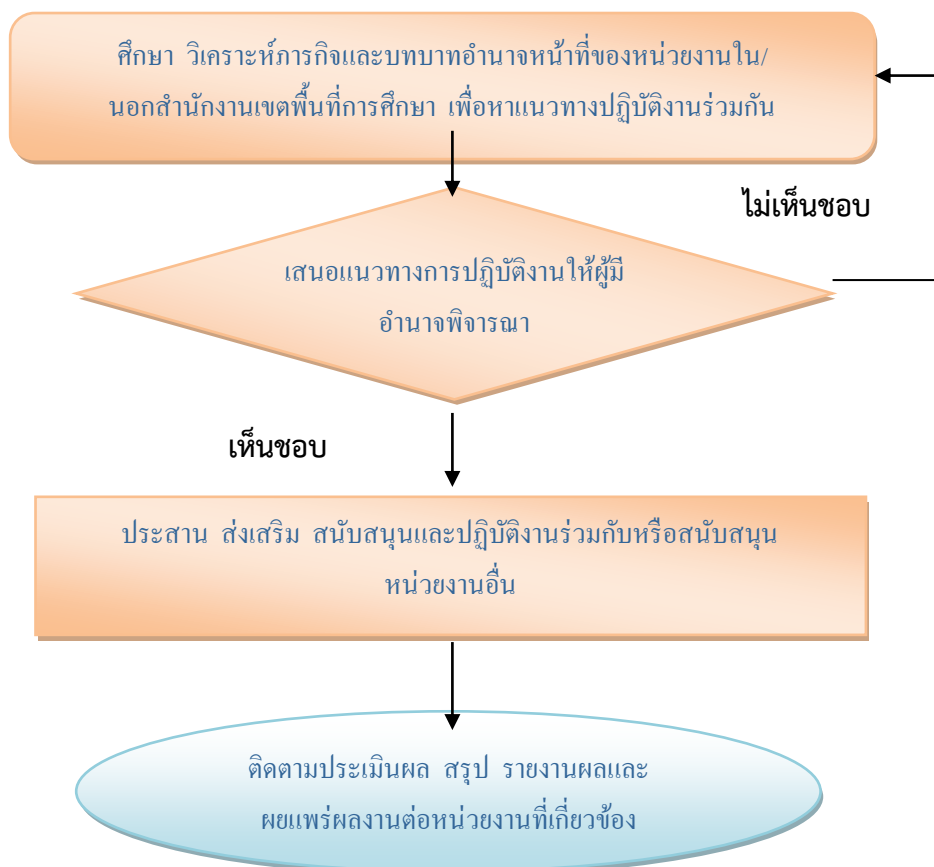 ศึกษา วิเคราะห์ภารกิจและบทบาทอำนาจหน้าที่ของหน่วยงานใน/
นอกสำนักงานเขตพื้นที่การศึกษา เพื่อหาแนวทางปฏิบัติงานร่วมกัน
ไม่เห็นชอบ
เสนอแนวทางการปฏิบัติงานให้ผู้มี
อำนาจพิจารณา
เห็นชอบ
ประสาน ส่งเสริม สนับสนุนและปฏิบัติงานร่วมกับหรือสนับสนุน
หน่วยงานอื่น
ติดตามประเมินผล สรุป รายงานผลและ
ผยแพร่ผลงานต่อหน่วยงานที่เกี่ยวข้อง